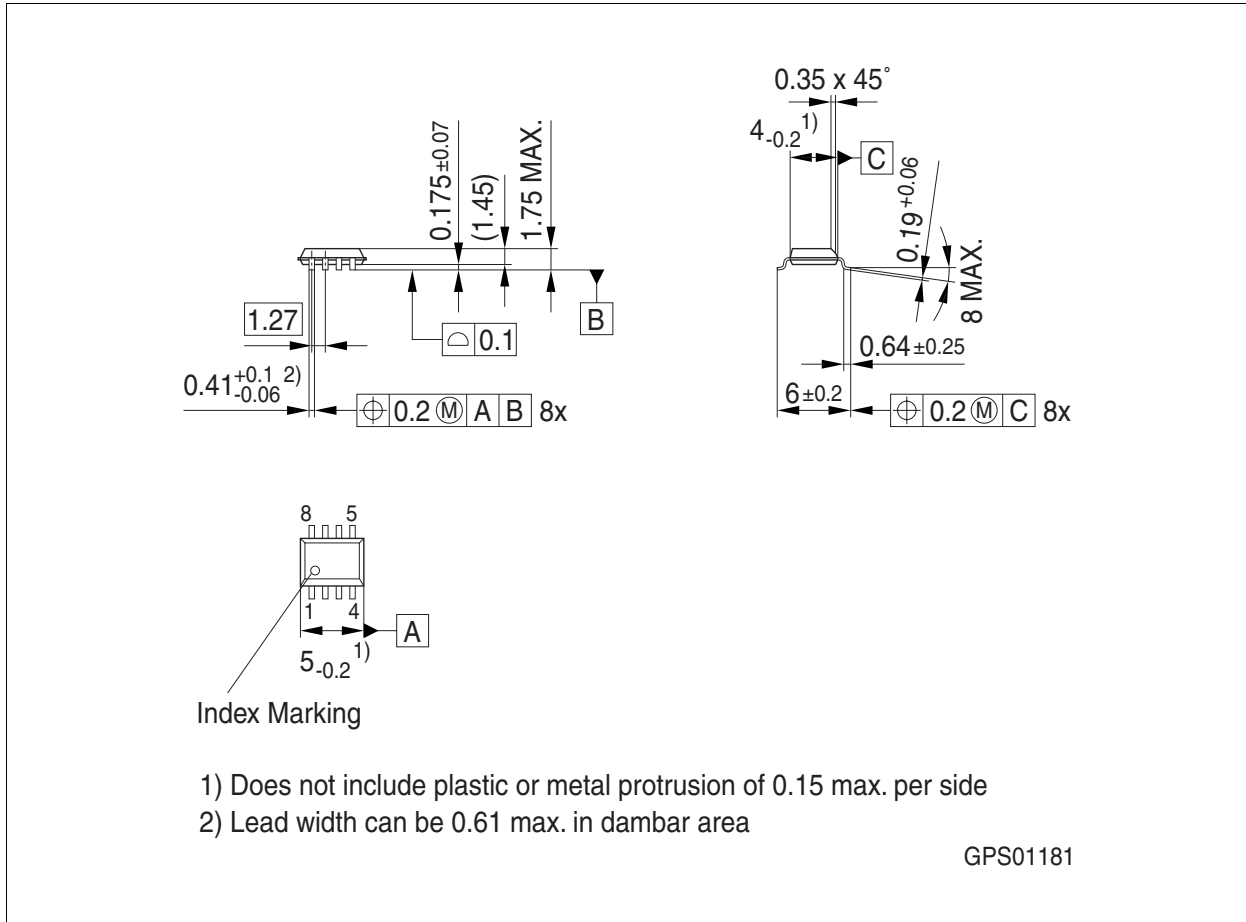 0.175±0.07
(1.45)
1.75 MAX.
B
1.27
0.1
0.41 +0.1 -0.06 2)
0.2 Ⓜ A B 8x
0.35 x 45°
4 -0.2 1)
C
0.19 +0.06
8 MAX.
0.64 ±0.25
6 ±0.2
0.2 Ⓜ C 8x
8 5
1 4
A
5 -0.2 1)
Index Marking
1) Does not include plastic or metal protrusion of 0.15 max. per side
2) Lead width can be 0.61 max. in dambar area
GPS01181